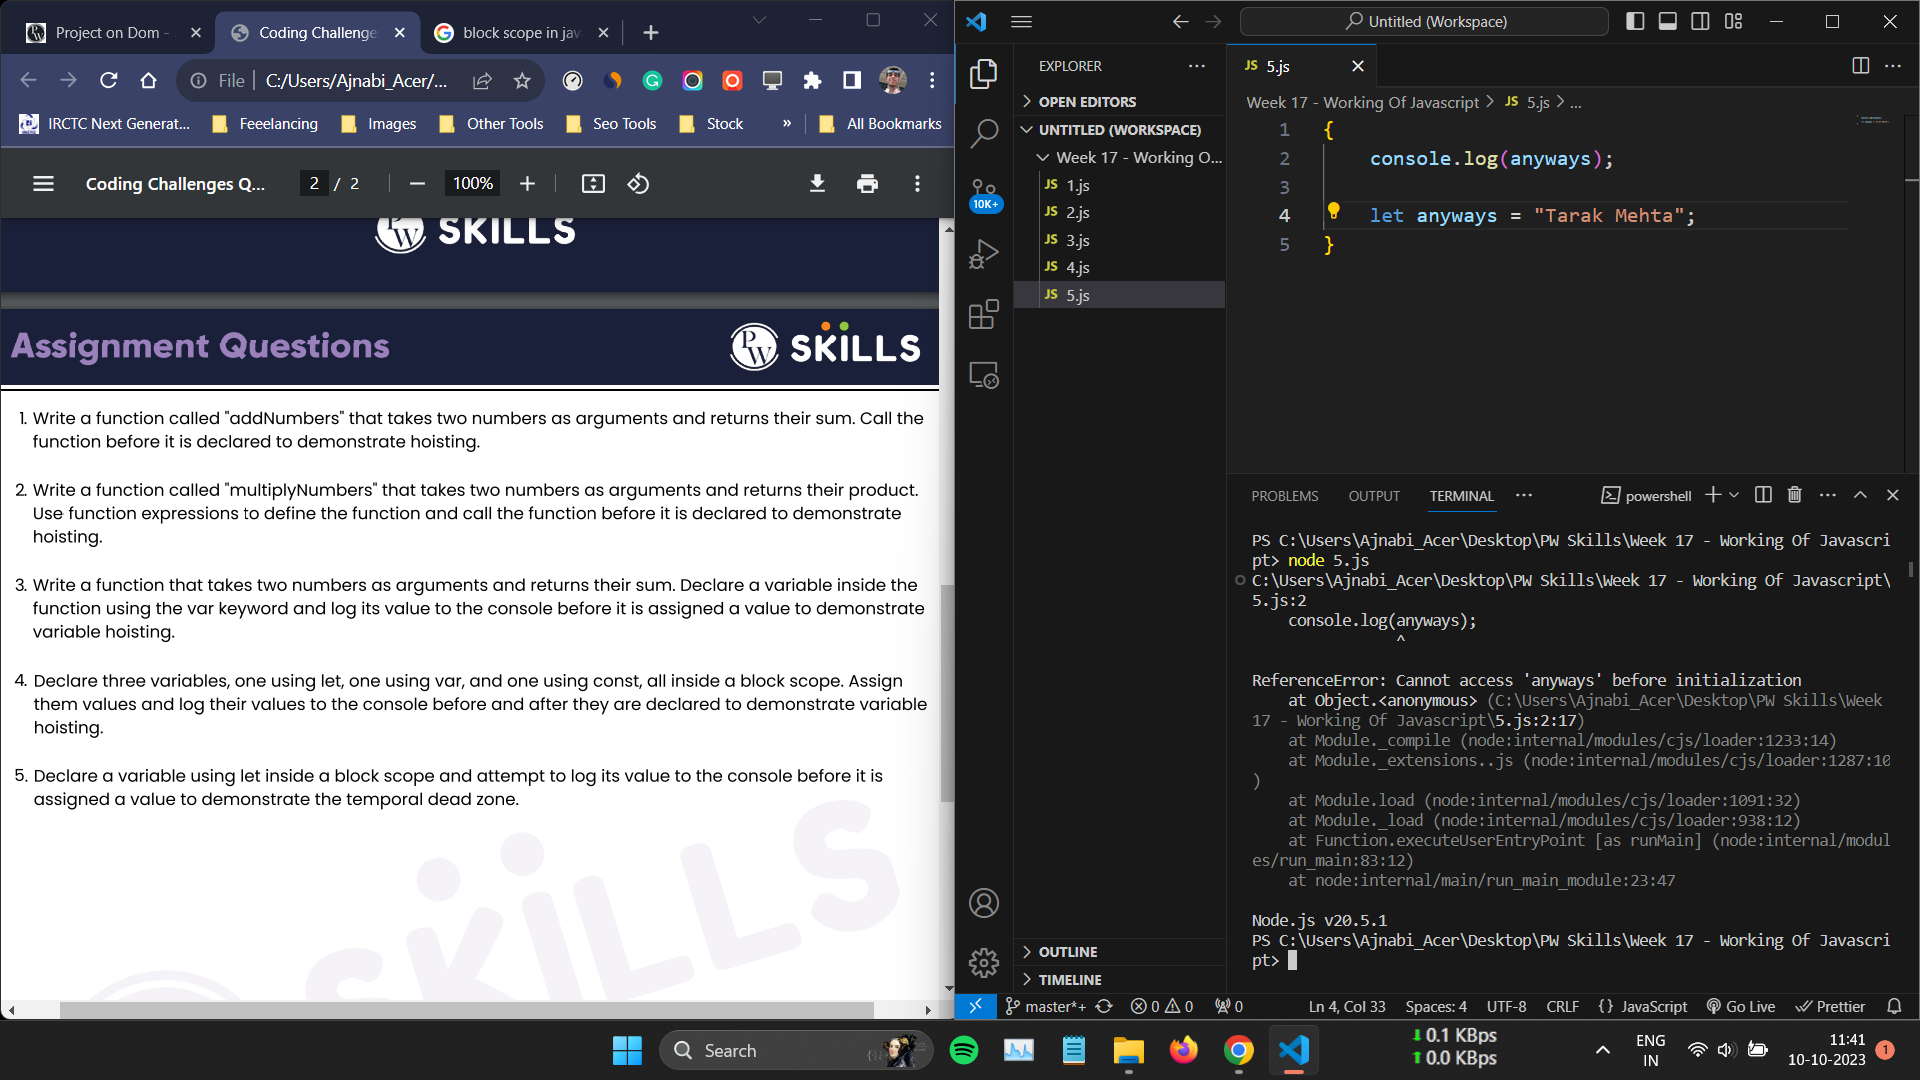 Project on Dom -
Coding Challenge
block scope in jav
File
C:/Users/Ajnabi_Acer/...
IRCTC Next Generat...
Feeelancing
Images
Other Tools
Seo Tools
Stock
»
All Bookmarks
Coding Challenges Q...
2 / 2
100%
PW SKILLS
Assignment Questions
PW SKILLS
1. Write a function called "addNumbers" that takes two numbers as arguments and returns their sum. Call the
function before it is declared to demonstrate hoisting.
2. Write a function called "multiplyNumbers" that takes two numbers as arguments and returns their product.
Use function expressions to define the function and call the function before it is declared to demonstrate
hoisting.
3. Write a function that takes two numbers as arguments and returns their sum. Declare a variable inside the
function using the var keyword and log its value to the console before it is assigned a value to demonstrate
variable hoisting.
4. Declare three variables, one using let, one using var, and one using const, all inside a block scope. Assign
them values and log their values to the console before and after they are declared to demonstrate variable
hoisting.
5. Declare a variable using let inside a block scope and attempt to log its value to the console before it is
assigned a value to demonstrate the temporal dead zone.
SKILLS
Untitled (Workspace)
EXPLORER
OPEN EDITORS
UNTITLED (WORKSPACE)
Week 17 - Working O...
JS 1.js
JS 2.js
JS 3.js
JS 4.js
JS 5.js
10K+
OUTLINE
TIMELINE
JS 5.js
Week 17 - Working Of Javascript > JS 5.js > ...
1 {
2 console.log(anyways);
3
4 let anyways = "Tarak Mehta";
5 }
PROBLEMS
OUTPUT
TERMINAL
powershell
PS C:\Users\Ajnabi_Acer\Desktop\PW Skills\Week 17 - Working Of Javascri
pt> node 5.js
C:\Users\Ajnabi_Acer\Desktop\PW Skills\Week 17 - Working Of Javascript\
5.js:2
console.log(anyways);
^
ReferenceError: Cannot access 'anyways' before initialization
at Object.<anonymous> (C:\Users\Ajnabi_Acer\Desktop\PW Skills\Week
17 - Working Of Javascript\5.js:2:17)
at Module._compile (node:internal/modules/cjs/loader:1233:14)
at Module._extensions..js (node:internal/modules/cjs/loader:1287:10
)
at Module.load (node:internal/modules/cjs/loader:1091:32)
at Module._load (node:internal/modules/cjs/loader:938:12)
at Function.executeUserEntryPoint [as runMain] (node:internal/modul
es/run_main:83:12)
at node:internal/main/run_main_module:23:47
Node.js v20.5.1
PS C:\Users\Ajnabi_Acer\Desktop\PW Skills\Week 17 - Working Of Javascri
pt>
master*+
0
0
0
Ln 4, Col 33
Spaces: 4
UTF-8
CRLF
{} JavaScript
Go Live
Prettier
Search
0.1 KBps
0.0 KBps
ENG
IN
11:41
10-10-2023
1